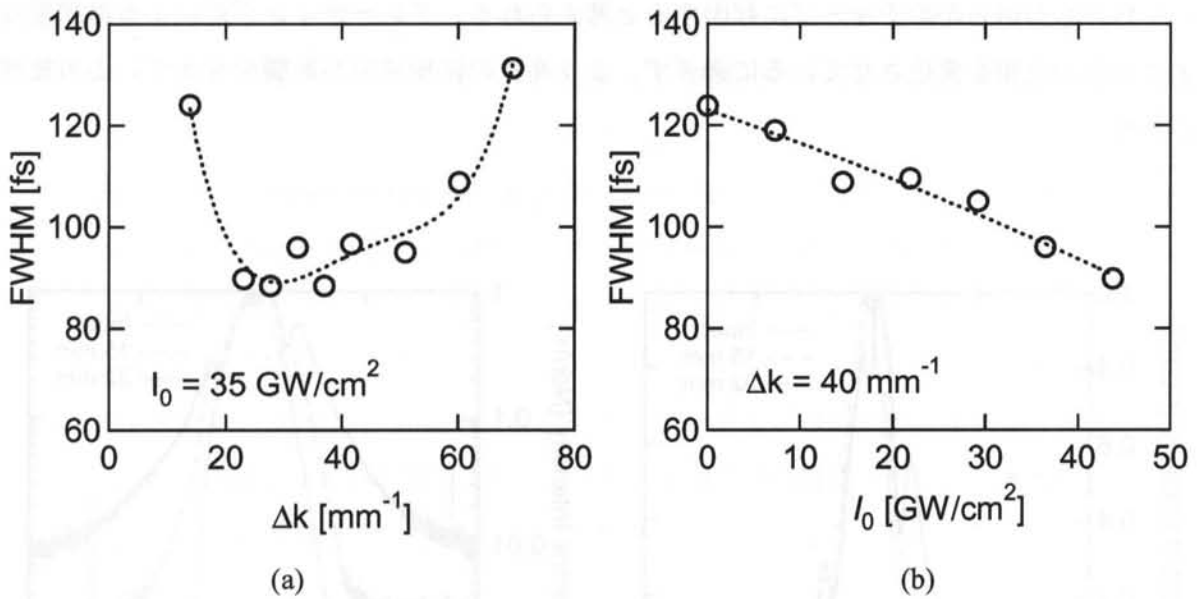 140
120
100
80
60
FWHM [fs]
I₀ = 35 GW/cm²
0 20 40 60 80
Δk [mm⁻¹]
(a)
140
120
100
80
60
FWHM [fs]
Δk = 40 mm⁻¹
0 10 20 30 40 50
I₀ [GW/cm²]
(b)